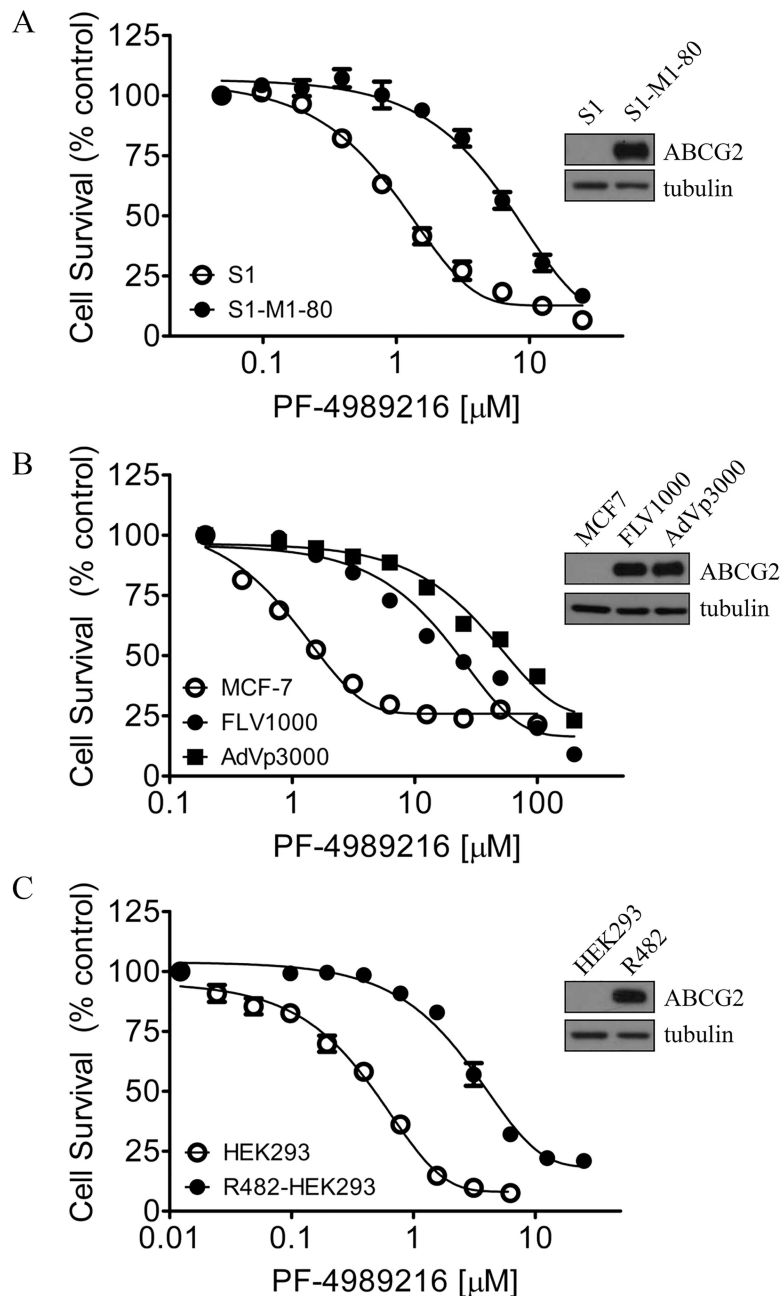 A
Cell Survival (% control)
125
100
75
50
25
0
S1
S1-M1-80
0.1
1
10
PF-4989216 [μM]
S1
S1-M1-80
ABCG2
tubulin
B
Cell Survival (% control)
125
100
75
50
25
0
MCF-7
FLV1000
AdVp3000
0.1
1
10
100
PF-4989216 [μM]
MCF7
FLV1000
AdVp3000
ABCG2
tubulin
C
Cell Survival (% control)
125
100
75
50
25
0
HEK293
R482-HEK293
0.01
0.1
1
10
PF-4989216 [μM]
HEK293
R482
ABCG2
tubulin